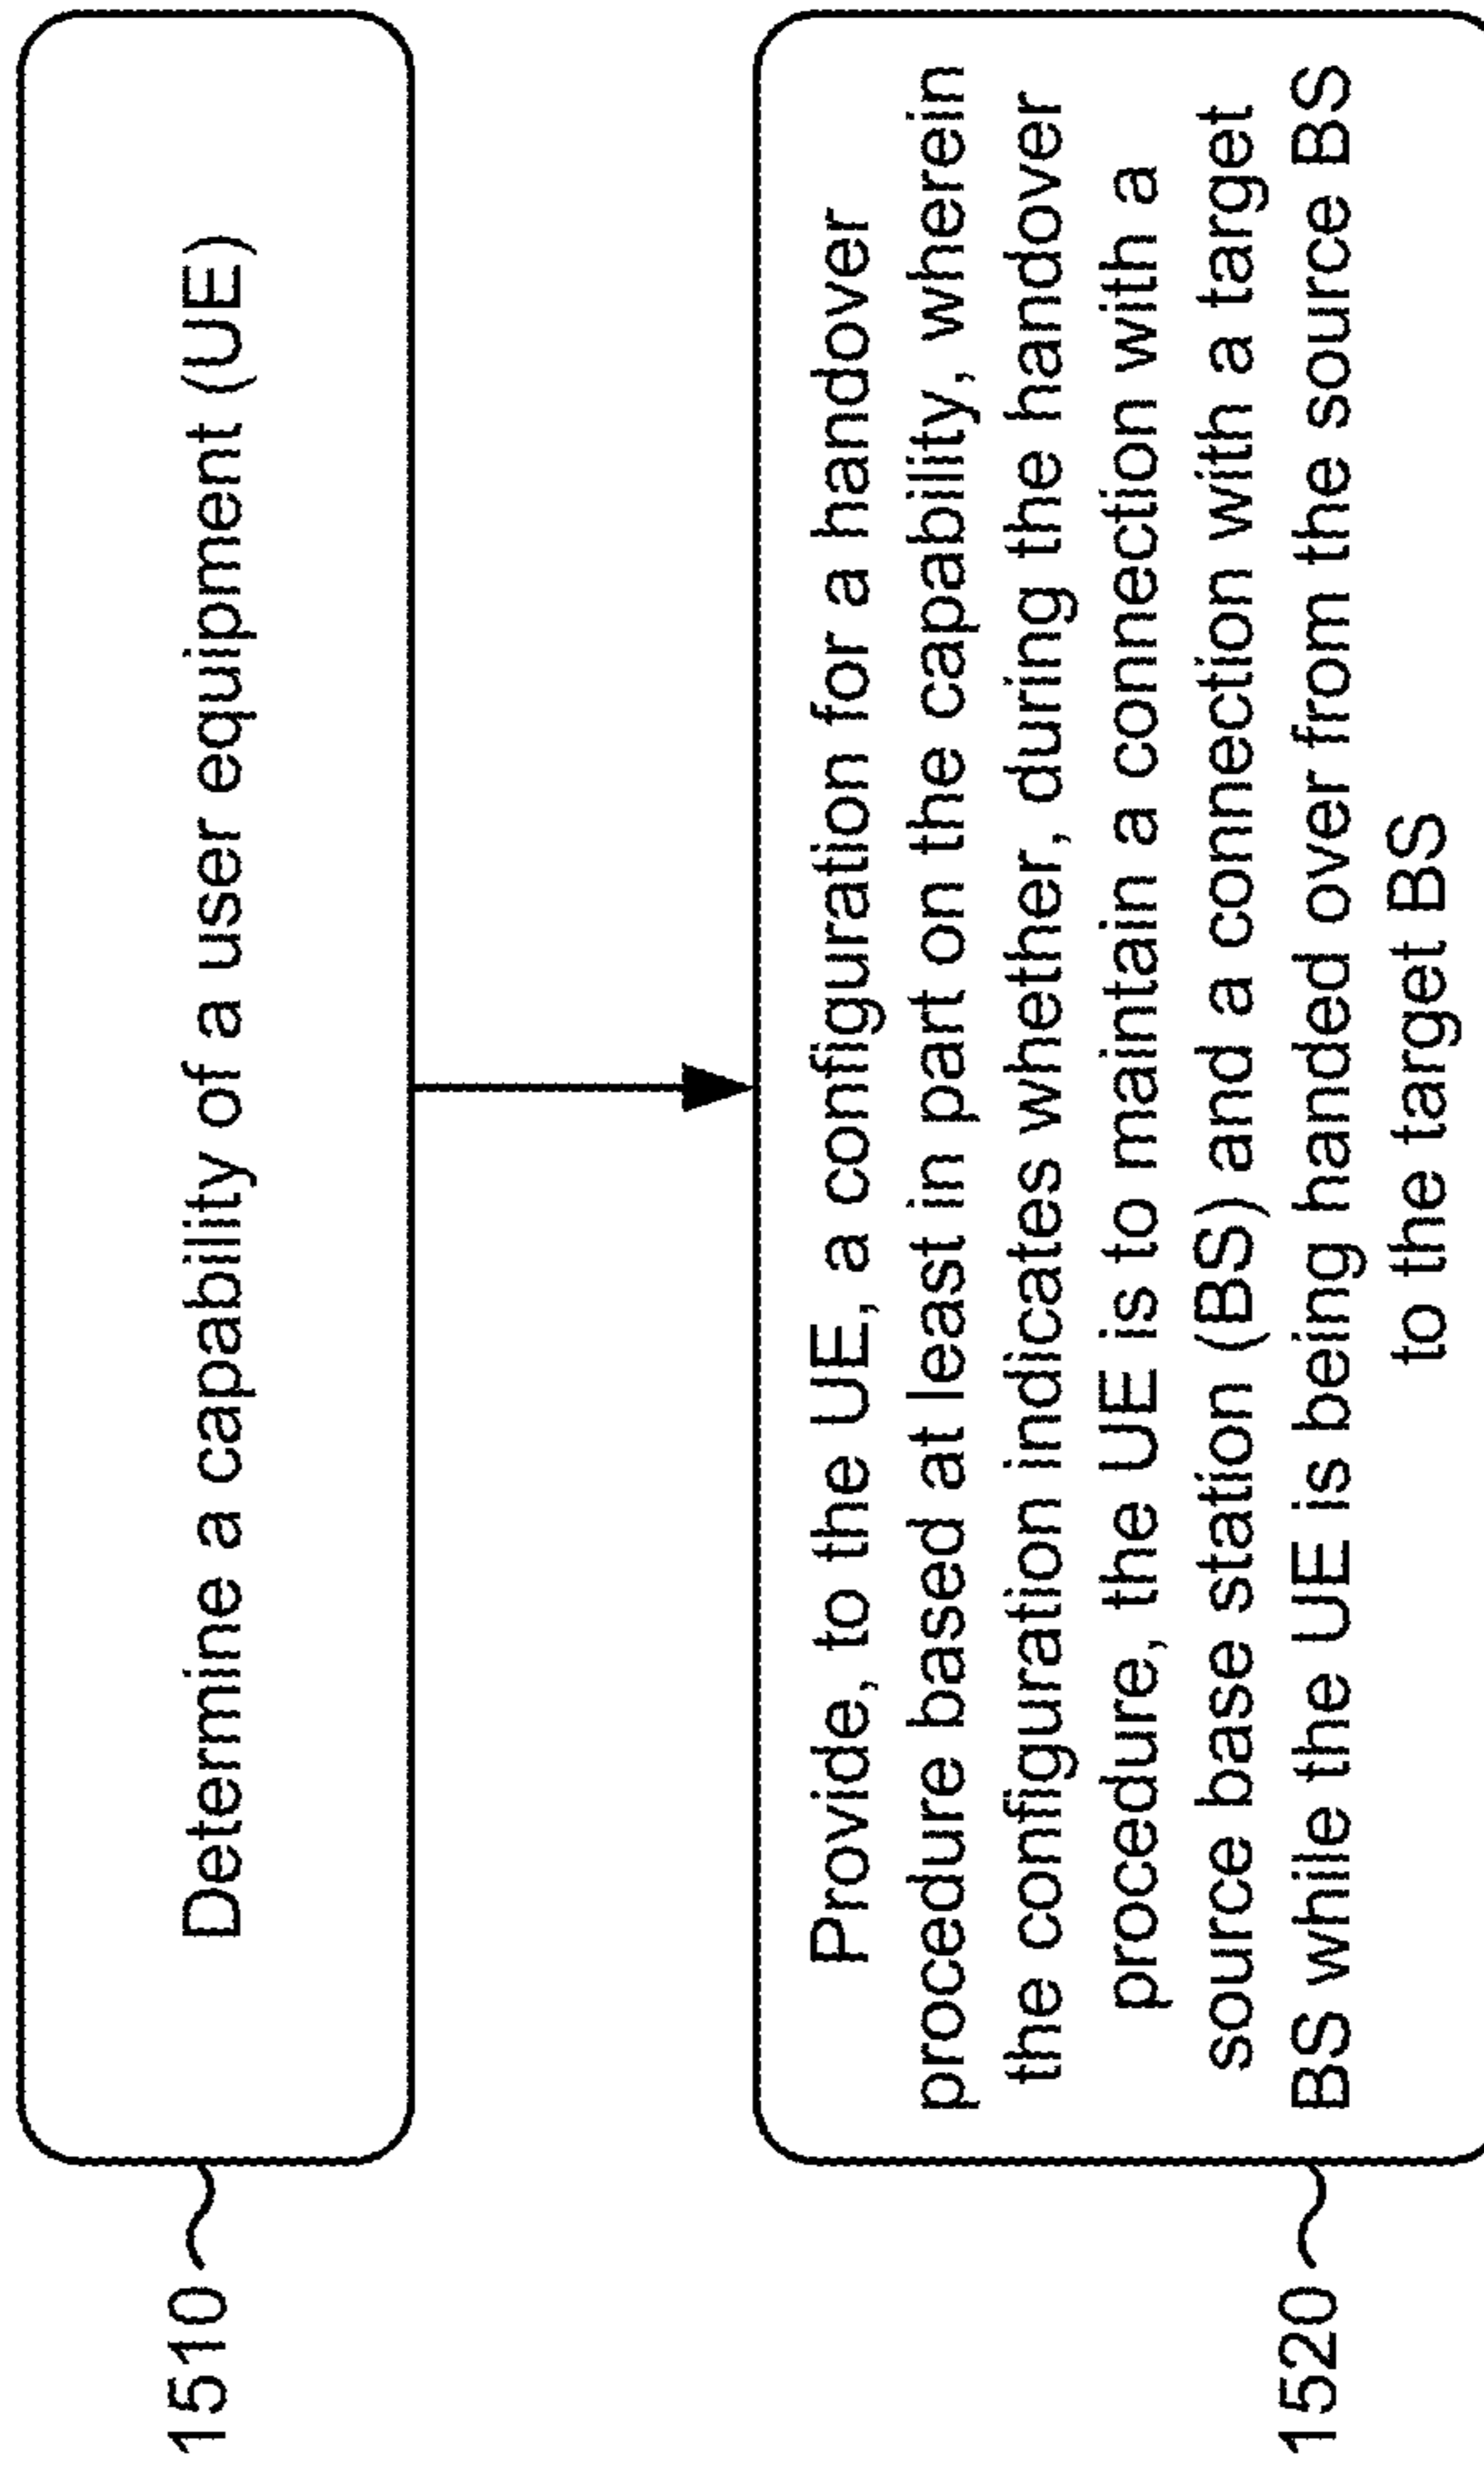 1510
Determine a capability of a user equipment (UE)
1520
Provide, to the UE, a configuration for a handover
procedure based at least in part on the capability, wherein
the configuration indicates whether, during the handover
procedure, the UE is to maintain a connection with a
source base station (BS) and a connection with a target
BS while the UE is being handed over from the source BS
to the target BS